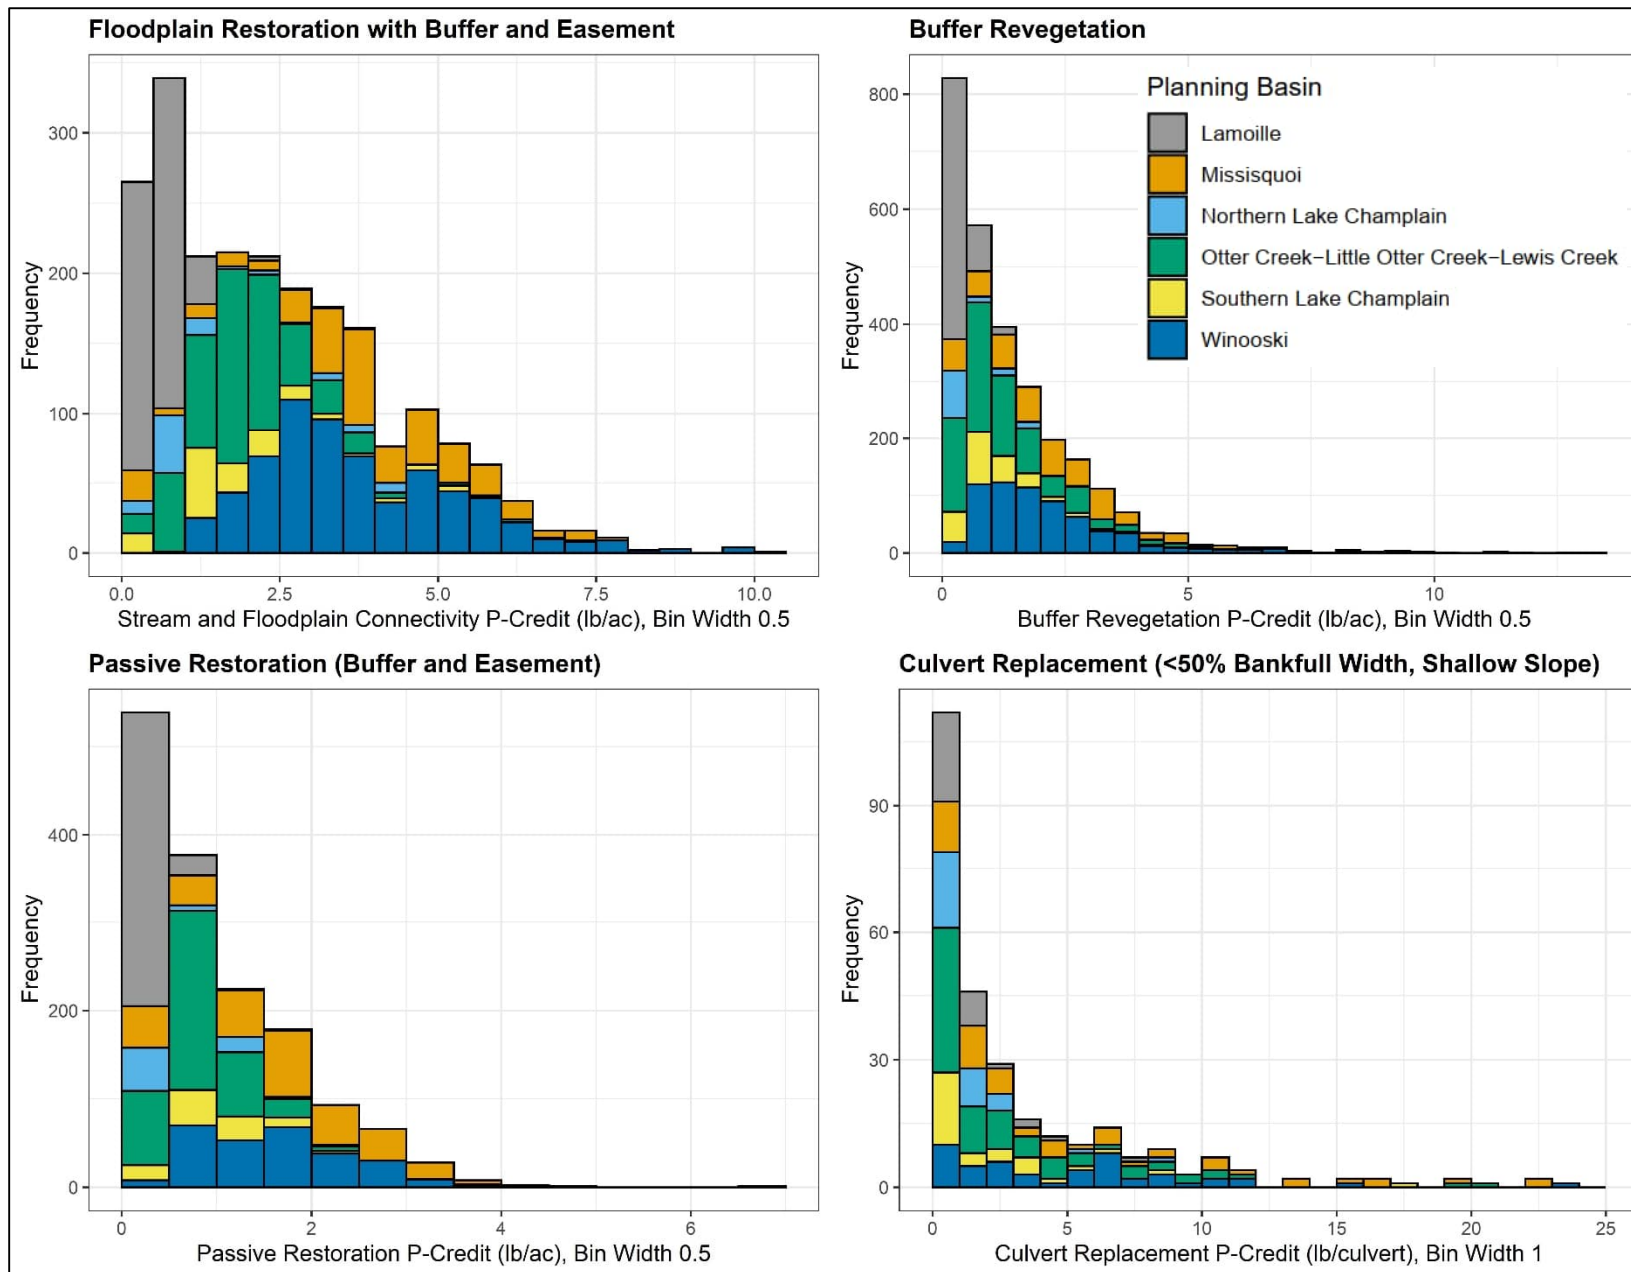 Floodplain Restoration with Buffer and Easement
Frequency
300
200
100
0
0.0 2.5 5.0 7.5 10.0
Stream and Floodplain Connectivity P-Credit (lb/ac), Bin Width 0.5
Buffer Revegetation
Frequency
800
600
400
200
0
Planning Basin
Lamoille
Missisquoi
Northern Lake Champlain
Otter Creek−Little Otter Creek−Lewis Creek
Southern Lake Champlain
Winooski
0 5 10
Buffer Revegetation P-Credit (lb/ac), Bin Width 0.5
Passive Restoration (Buffer and Easement)
Frequency
400
200
0
0 2 4 6
Passive Restoration P-Credit (lb/ac), Bin Width 0.5
Culvert Replacement (<50% Bankfull Width, Shallow Slope)
Frequency
90
60
30
0
0 5 10 15 20 25
Culvert Replacement P-Credit (lb/culvert), Bin Width 1